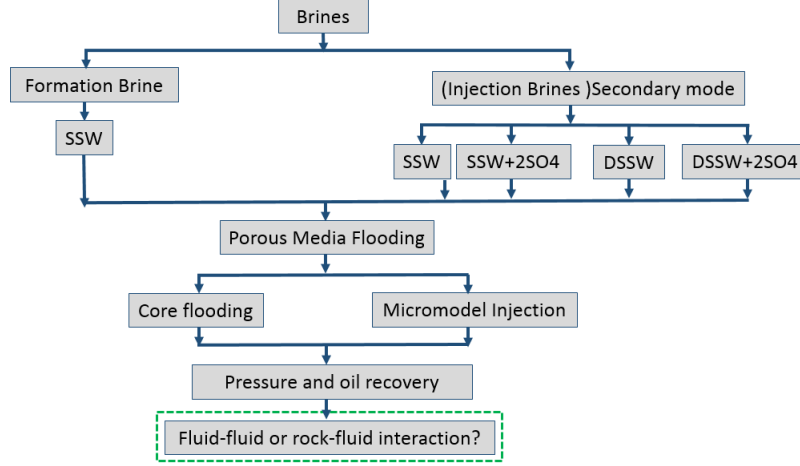 Brines
Formation Brine
(Injection Brines )Secondary mode
SSW
SSW
SSW+2SO4
DSSW
DSSW+2SO4
Porous Media Flooding
Core flooding
Micromodel Injection
Pressure and oil recovery
Fluid-fluid or rock-fluid interaction?